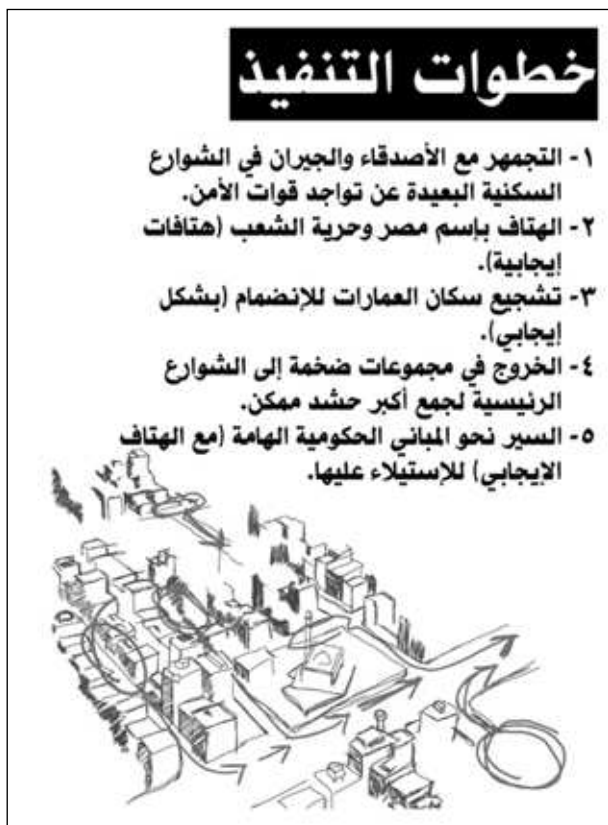 خطوات التنفيذ
١- التجمهر مع الأصدقاء والجيران في الشوارع
السكنية البعيدة عن تواجد قوات الأمن.
٢- الهتاف بإسم مصر وحرية الشعب (هتافات
إيجابية).
٣- تشجيع سكان العمارات للإنضمام (بشكل
إيجابي).
٤- الخروج في مجموعات ضخمة إلى الشوارع
الرئيسية لجمع أكبر حشد ممكن.
٥- السير نحو المباني الحكومية الهامة (مع الهتاف
الإيجابي) للإستيلاء عليها.